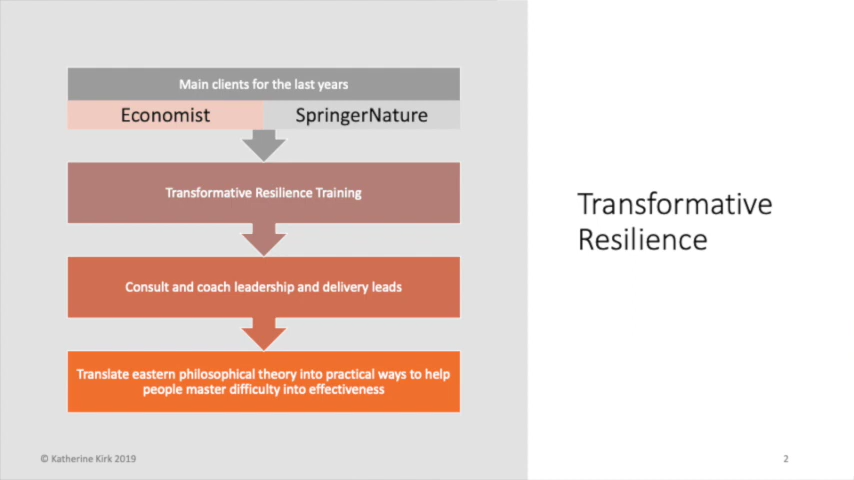 Main clients for the last years
Economist
SpringerNature
Transformative Resilience Training
Consult and coach leadership and delivery leads
Translate eastern philosophical theory into practical ways to help
people master difficulty into effectiveness
Transformative
Resilience
© Katherine Kirk 2019
2